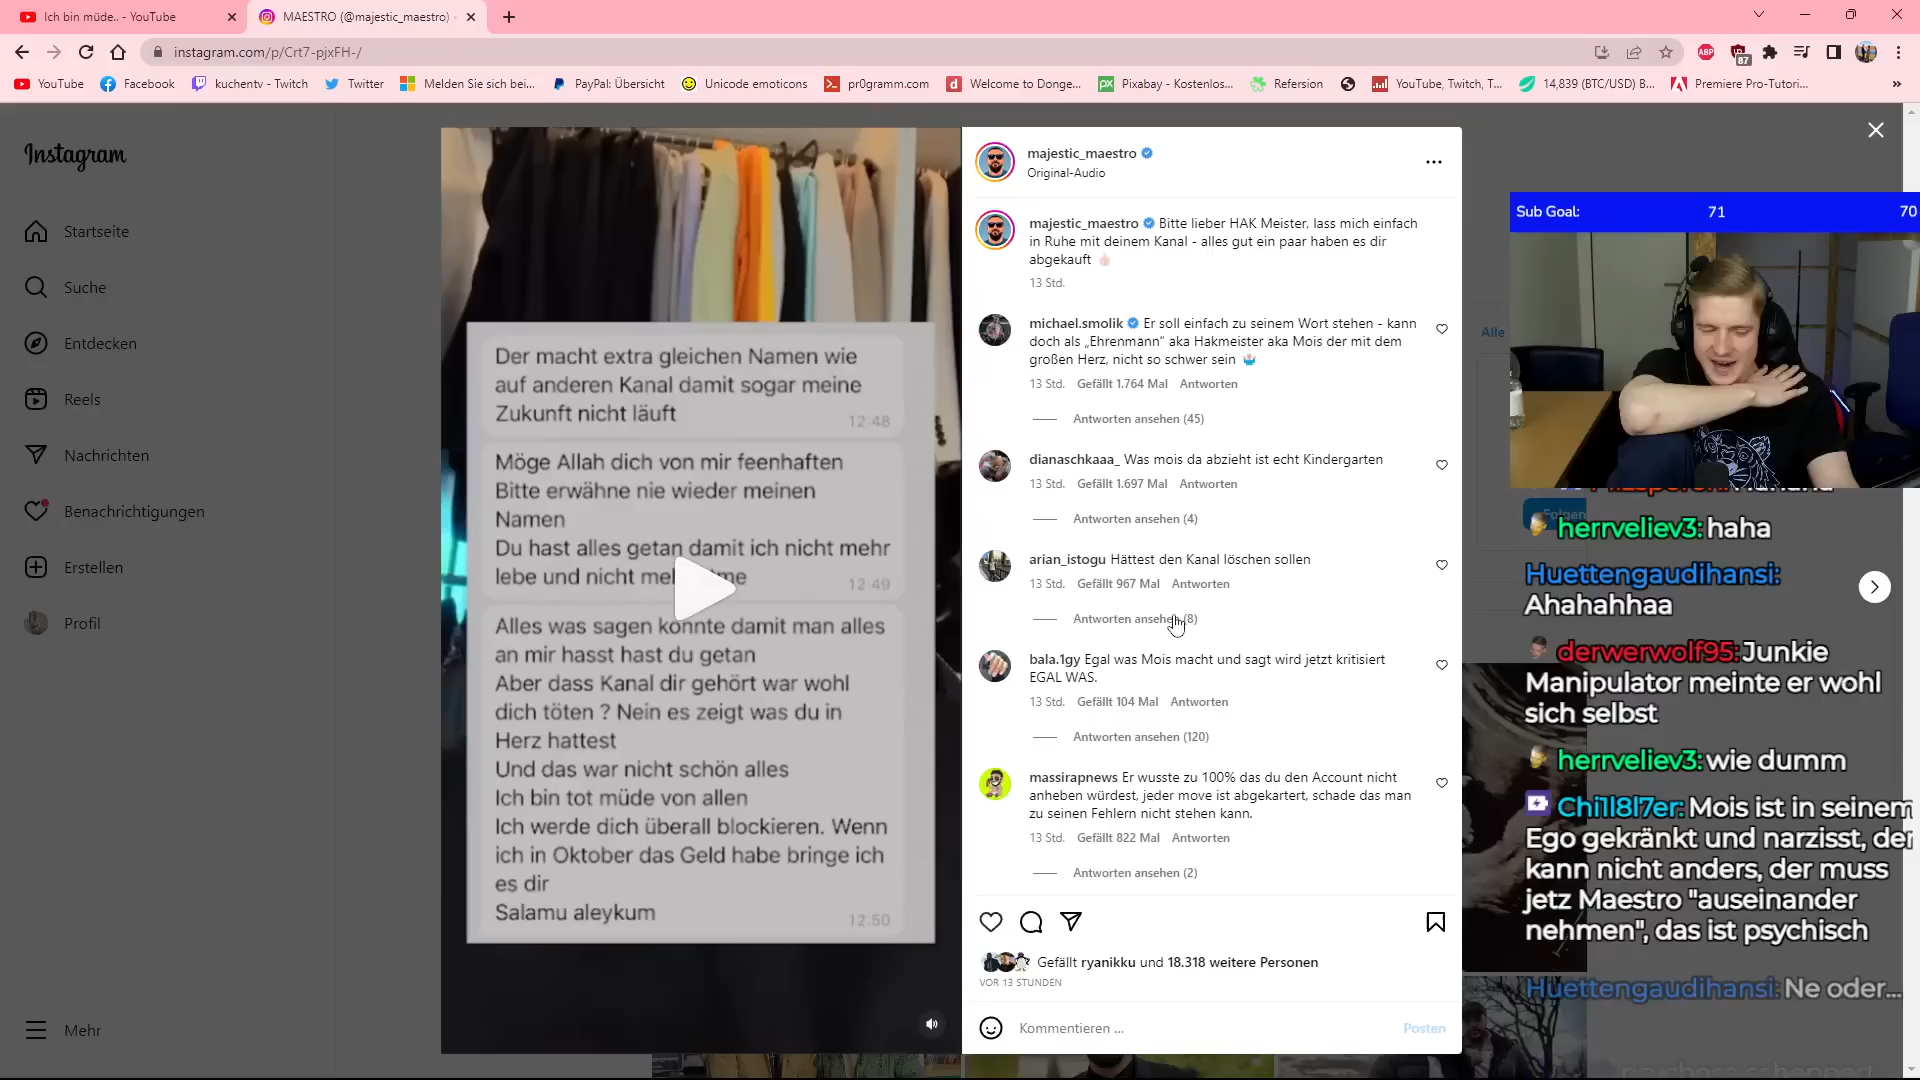 Ich bin müde.. - YouTube
MAESTRO (@majestic_maestro)
instagram.com/p/Crt7-pjxFH-/
ABP
87
YouTube
Facebook
kuchentv - Twitch
Twitter
Melden Sie sich bei...
PayPal: Übersicht
Unicode emoticons
pr0gramm.com
Welcome to Donge...
Pixabay - Kostenlos...
Refersion
YouTube, Twitch, T...
14,839 (BTC/USD) B...
Premiere Pro-Tutori...
Instagram
Startseite
Suche
Entdecken
Reels
Nachrichten
Benachrichtigungen
Erstellen
Profil
Mehr
Der macht extra gleichen Namen wie
auf anderen Kanal damit sogar meine
Zukunft nicht läuft
12:48
Möge Allah dich von mir feenhaften
Bitte erwähne nie wieder meinen
Namen
Du hast alles getan damit ich nicht mehr
lebe und nicht
12:49
Alles was sagen konnte damit man alles
an mir hasst hast du getan
Aber dass Kanal dir gehört war wohl
dich töten ? Nein es zeigt was du in
Herz hattest
Und das war nicht schön alles
Ich bin tot müde von allen
Ich werde dich überall blockieren. Wenn
ich in Oktober das Geld habe bringe ich
es dir
Salamu aleykum
12:50
majestic_maestro
Original-Audio
majestic_maestro Bitte lieber HAK Meister, lass mich einfach
in Ruhe mit deinem Kanal - alles gut ein paar haben es dir
abgekauft 👍🏻
13 Std.
michael.smolik Er soll einfach zu seinem Wort stehen - kann
doch als „Ehrenmann" aka Hakmeister aka Mois der mit dem
großen Herz, nicht so schwer sein
13 Std. Gefällt 1.764 Mal Antworten
Antworten ansehen (45)
dianaschkaaa_ Was mois da abzieht ist echt Kindergarten
13 Std. Gefällt 1.697 Mal Antworten
Antworten ansehen (4)
arian_istogu Hättest den Kanal löschen sollen
13 Std. Gefällt 967 Mal Antworten
Antworten ansehen (8)
bala.1gy Egal was Mois macht und sagt wird jetzt kritisiert
EGAL WAS.
13 Std. Gefällt 104 Mal Antworten
Antworten ansehen (120)
massirapnews Er wusste zu 100% das du den Account nicht
anheben würdest, jeder move ist abgekartert, schade das man
zu seinen Fehlern nicht stehen kann.
13 Std. Gefällt 822 Mal Antworten
Antworten ansehen (2)
Gefällt ryanikku und 18.318 weitere Personen
VOR 13 STUNDEN
Kommentieren ...
Posten
Alle
Sub Goal: 71 70
herrveliev3: haha
Huettengaudihansi:
Ahahahhaa
derwerwolf95: Junkie
Manipulator meinte er wohl
sich selbst
herrveliev3: wie dumm
Chi1l8l7er: Mois ist in seinem
Ego gekränkt und narzisst, der
kann nicht anders, der muss
jetz Maestro "auseinander
nehmen", das ist psychisch
Huettengaudihansi: Ne oder...